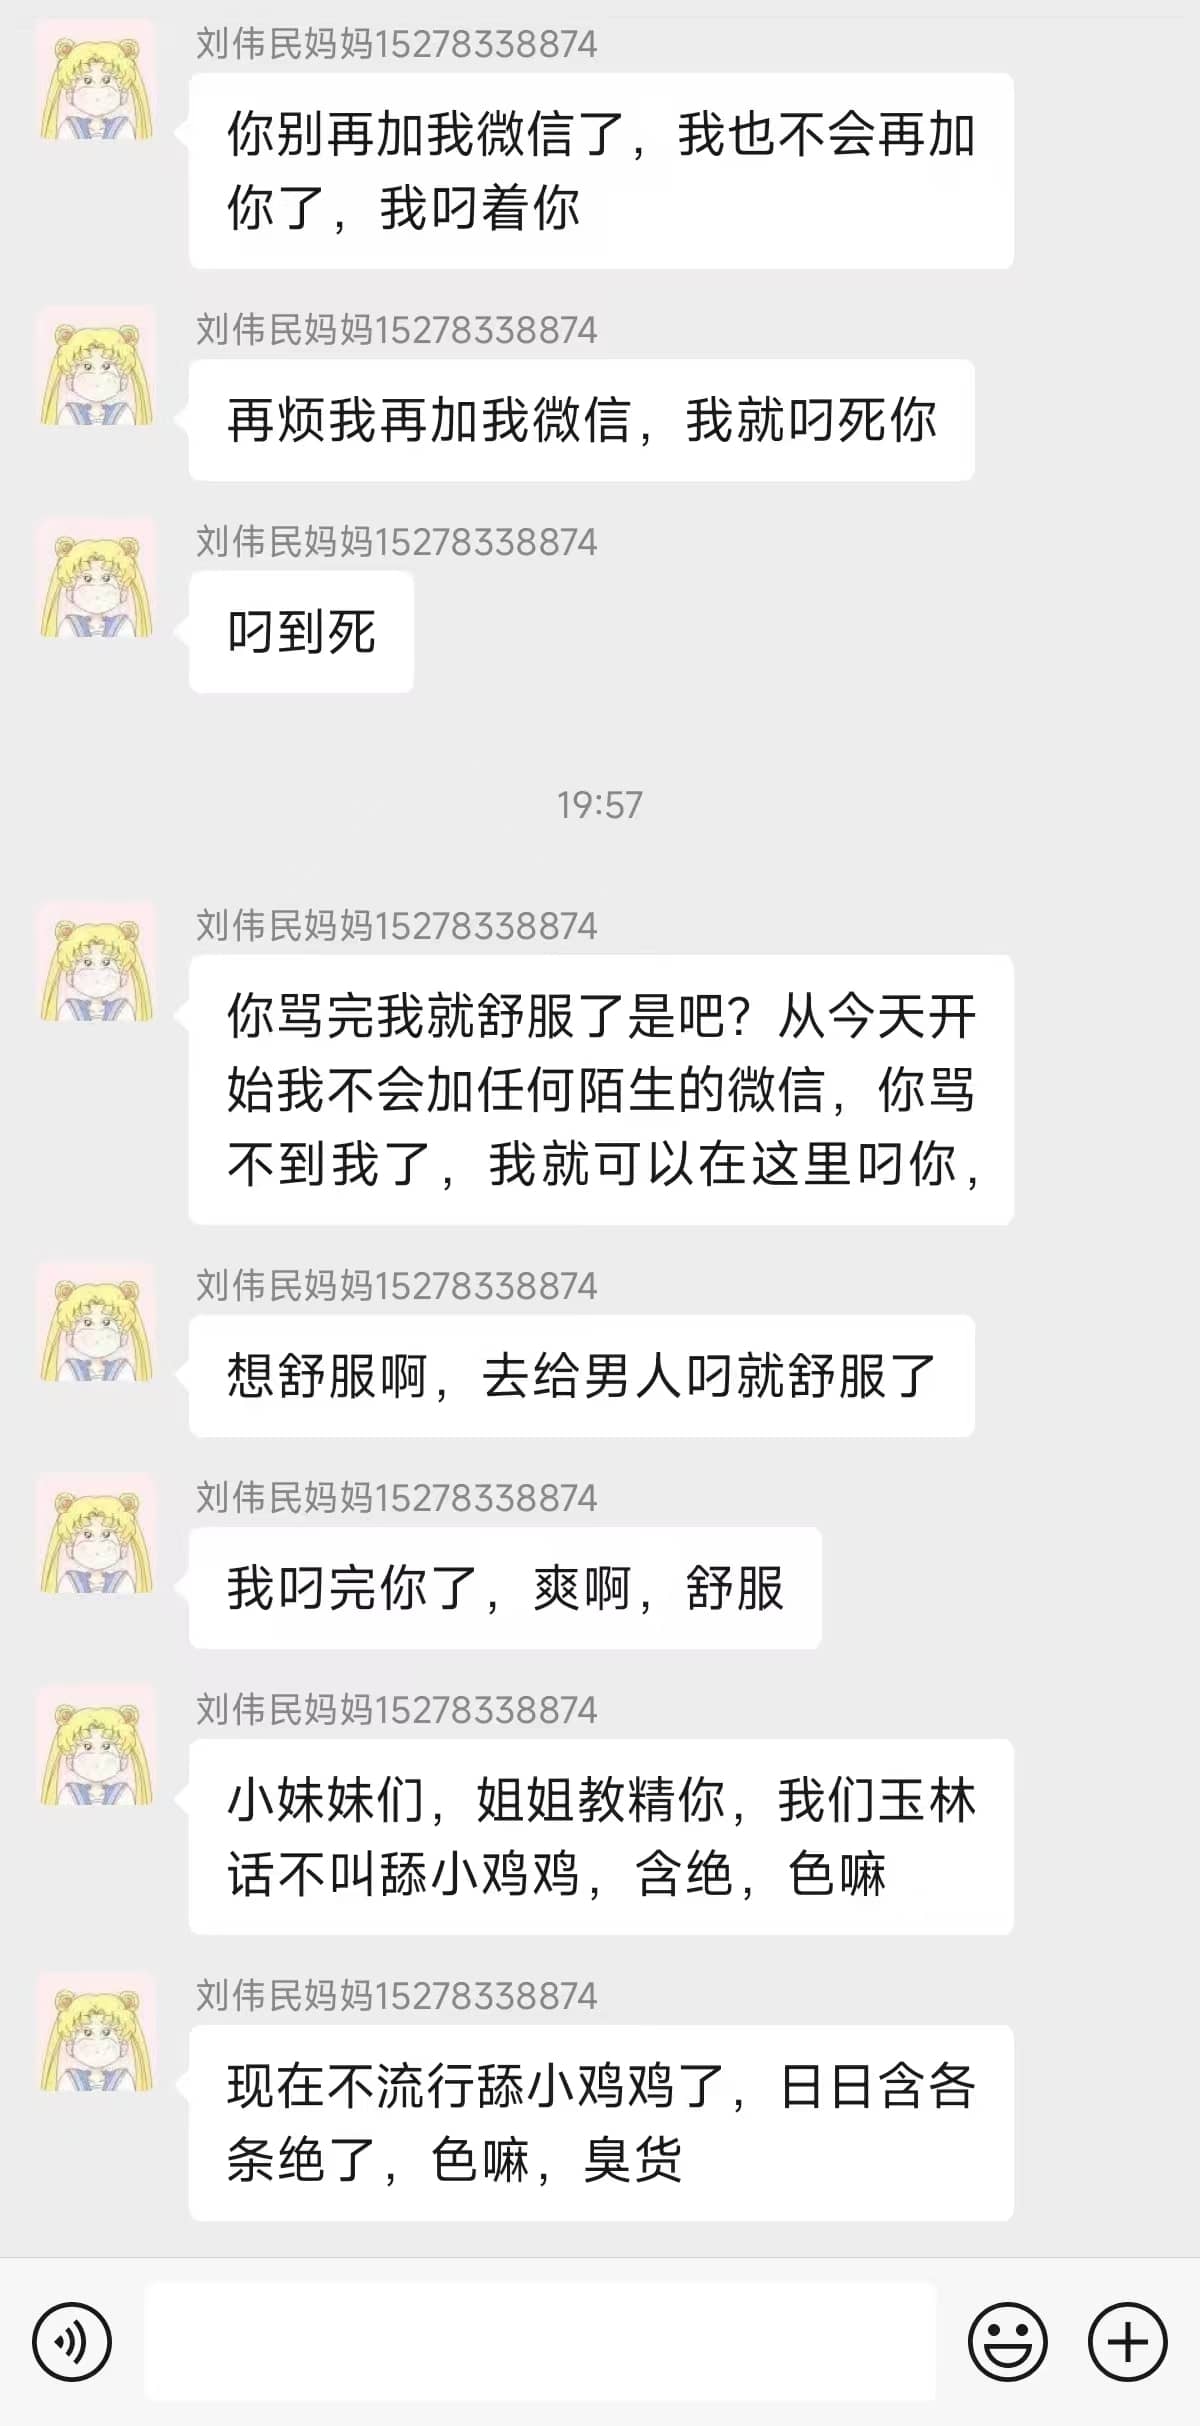 刘伟民妈妈15278338874
你别再加我微信了，我也不会再加
你了，我叼着你
刘伟民妈妈15278338874
再烦我再加我微信，我就叼死你
刘伟民妈妈15278338874
叼到死
19:57
刘伟民妈妈15278338874
你骂完我就舒服了是吧？从今天开
始我不会加任何陌生的微信，你骂
不到我了，我就可以在这里叼你，
刘伟民妈妈15278338874
想舒服啊，去给男人叼就舒服了
刘伟民妈妈15278338874
我叼完你了，爽啊，舒服
刘伟民妈妈15278338874
小妹妹们，姐姐教精你，我们玉林
话不叫舔小鸡鸡，含绝，色嘛
刘伟民妈妈15278338874
现在不流行舔小鸡鸡了，日日含各
条绝了，色嘛，臭货